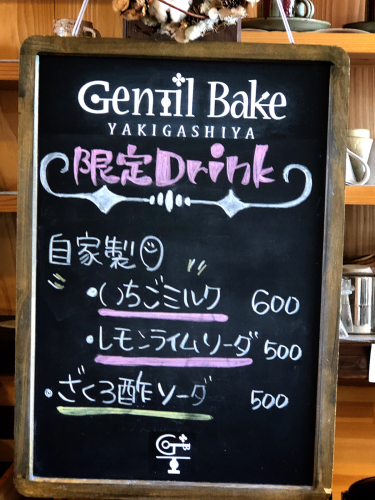 Gentil Bake
YAKIGASHIYA
限定Drink
自家製
・いちごミルク 600
・レモンライムソーダ 500
・ざくろ酢ソーダ 500